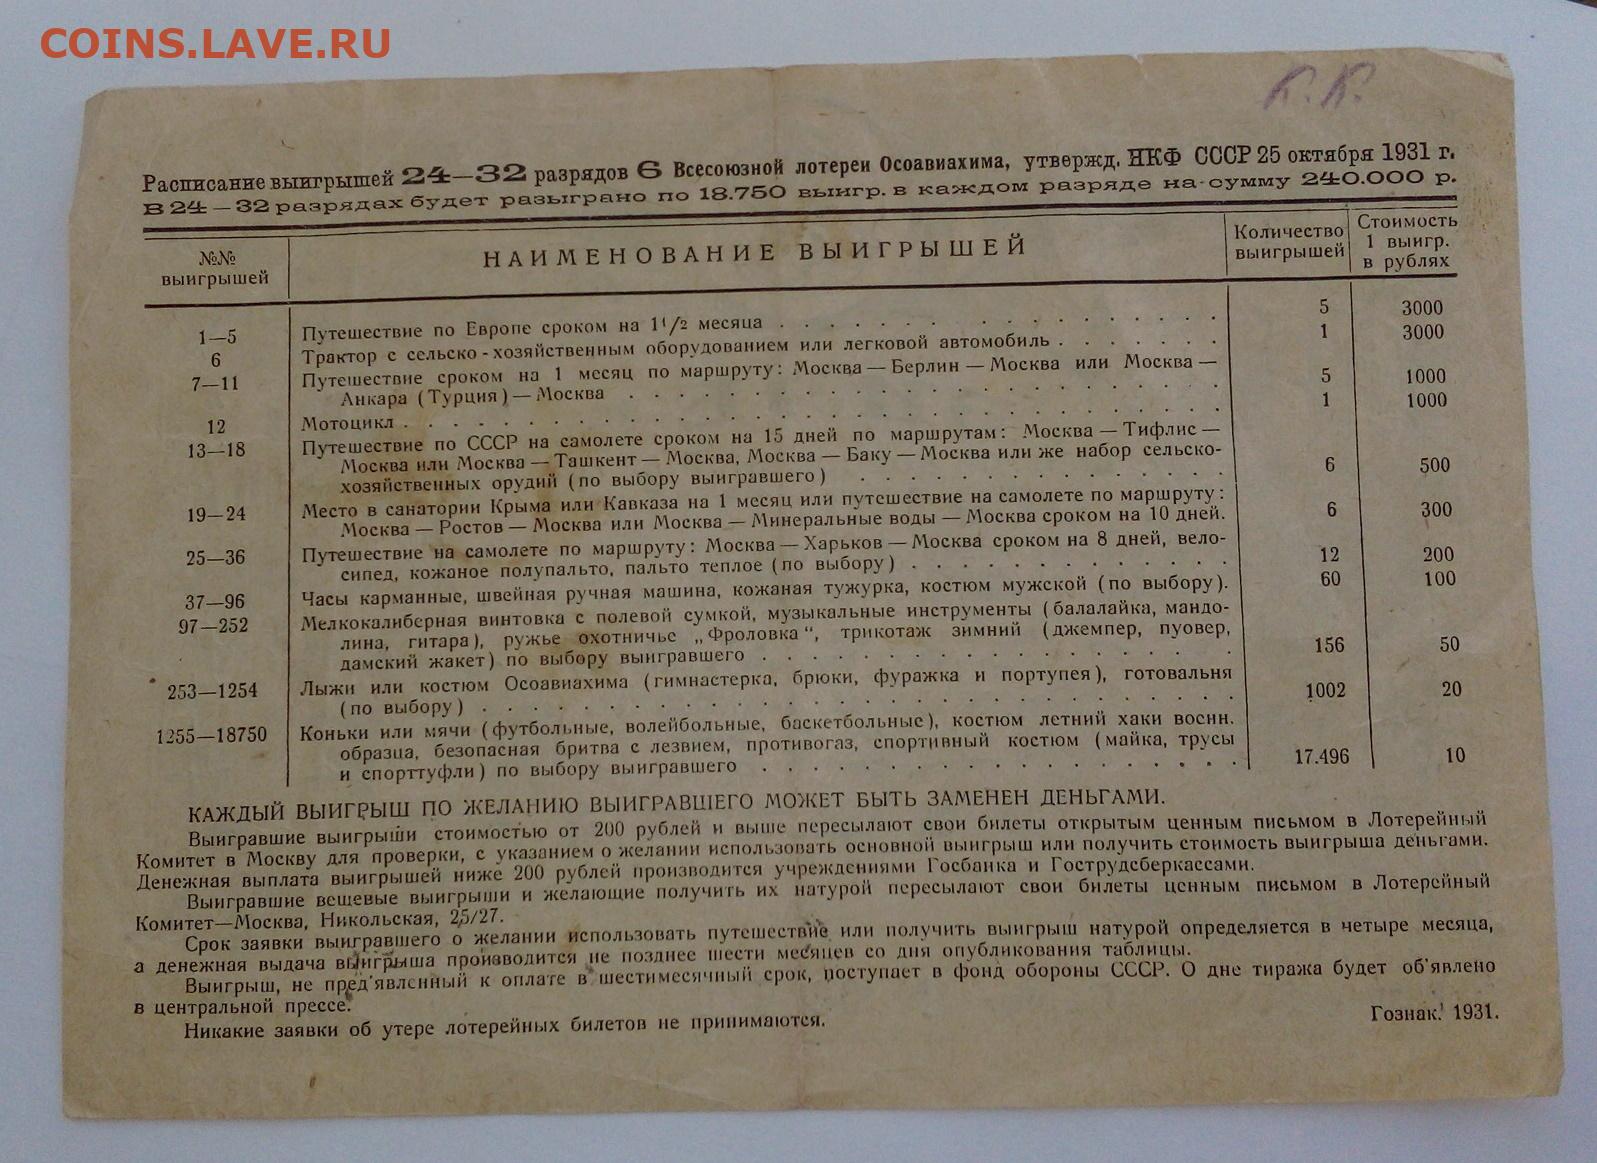 COINS.LAVE.RU
К.К.
Расписание выигрышей 24—32 разрядов 6 Всесоюзной лотереи Осоавиахима, утвержд. НКФ СССР 25 октября 1931 г.
В 24—32 разрядах будет разыграно по 18.750 выигр. в каждом разряде на сумму 240.000 р.
№№ выигрышей
НАИМЕНОВАНИЕ ВЫИГРЫШЕЙ
Количество выигрышей
Стоимость 1 выигр. в рублях
1—5 Путешествие по Европе сроком на 1 1/2 месяца . . . . . 5 3000
6 Трактор с сельско-хозяйственным оборудованием или легковой автомобиль . . . . . 1 3000
7—11 Путешествие сроком на 1 месяц по маршруту: Москва — Берлин — Москва или Москва —
Анкара (Турция) — Москва . . . . . 5 1000
12 Мотоцикл . . . . . 1 1000
13—18 Путешествие по СССР на самолете сроком на 15 дней по маршрутам: Москва — Тифлис —
Москва или Москва — Ташкент — Москва, Москва — Баку — Москва или же набор сельско-
хозяйственных орудий (по выбору выигравшего) . . . . . 6 500
19—24 Место в санатории Крыма или Кавказа на 1 месяц или путешествие на самолете по маршруту:
Москва — Ростов — Москва или Москва — Минеральные воды — Москва сроком на 10 дней. 6 300
25—36 Путешествие на самолете по маршруту: Москва — Харьков — Москва сроком на 8 дней, вело-
сипед, кожаное полупальто, пальто теплое (по выбору) . . . . . 12 200
37—96 Часы карманные, швейная ручная машина, кожаная тужурка, костюм мужской (по выбору). 60 100
97—252 Мелкокалиберная винтовка с полевой сумкой, музыкальные инструменты (балалайка, мандо-
лина, гитара), ружье охотничье „Фроловка“, трикотаж зимний (джемпер, пуовер,
дамский жакет) по выбору выигравшего . . . . . 156 50
253—1254 Лыжи или костюм Осоавиахима (гимнастерка, брюки, фуражка и портупея), готовальня
(по выбору) . . . . . 1002 20
1255—18750 Коньки или мячи (футбольные, волейбольные, баскетбольные), костюм летний хаки военн.
образца, безопасная бритва с лезвием, противогаз, спортивный костюм (майка, трусы
и спорттуфли) по выбору выигравшего . . . . . 17.496 10
КАЖДЫЙ ВЫИГРЫШ ПО ЖЕЛАНИЮ ВЫИГРАВШЕГО МОЖЕТ БЫТЬ ЗАМЕНЕН ДЕНЬГАМИ.
Выигравшие выигрыши стоимостью от 200 рублей и выше пересылают свои билеты открытым ценным письмом в Лотерейный
Комитет в Москву для проверки, с указанием о желании использовать основной выигрыш или получить стоимость выигрыша деньгами.
Денежная выплата выигрышей ниже 200 рублей производится учреждениями Госбанка и Гострудсберкассами.
Выигравшие вещевые выигрыши и желающие получить их натурой пересылают свои билеты ценным письмом в Лотерейный
Комитет—Москва, Никольская, 25/27.
Срок заявки выигравшего о желании использовать путешествие или получить выигрыш натурой определяется в четыре месяца,
а денежная выдача выигрыша производится не позднее шести месяцев со дня опубликования таблицы.
Выигрыш, не пред'явленный к оплате в шестимесячный срок, поступает в фонд обороны СССР. О дне тиража будет об'явлено
в центральной прессе.
Никакие заявки об утере лотерейных билетов не принимаются.
Гознак. 1931.